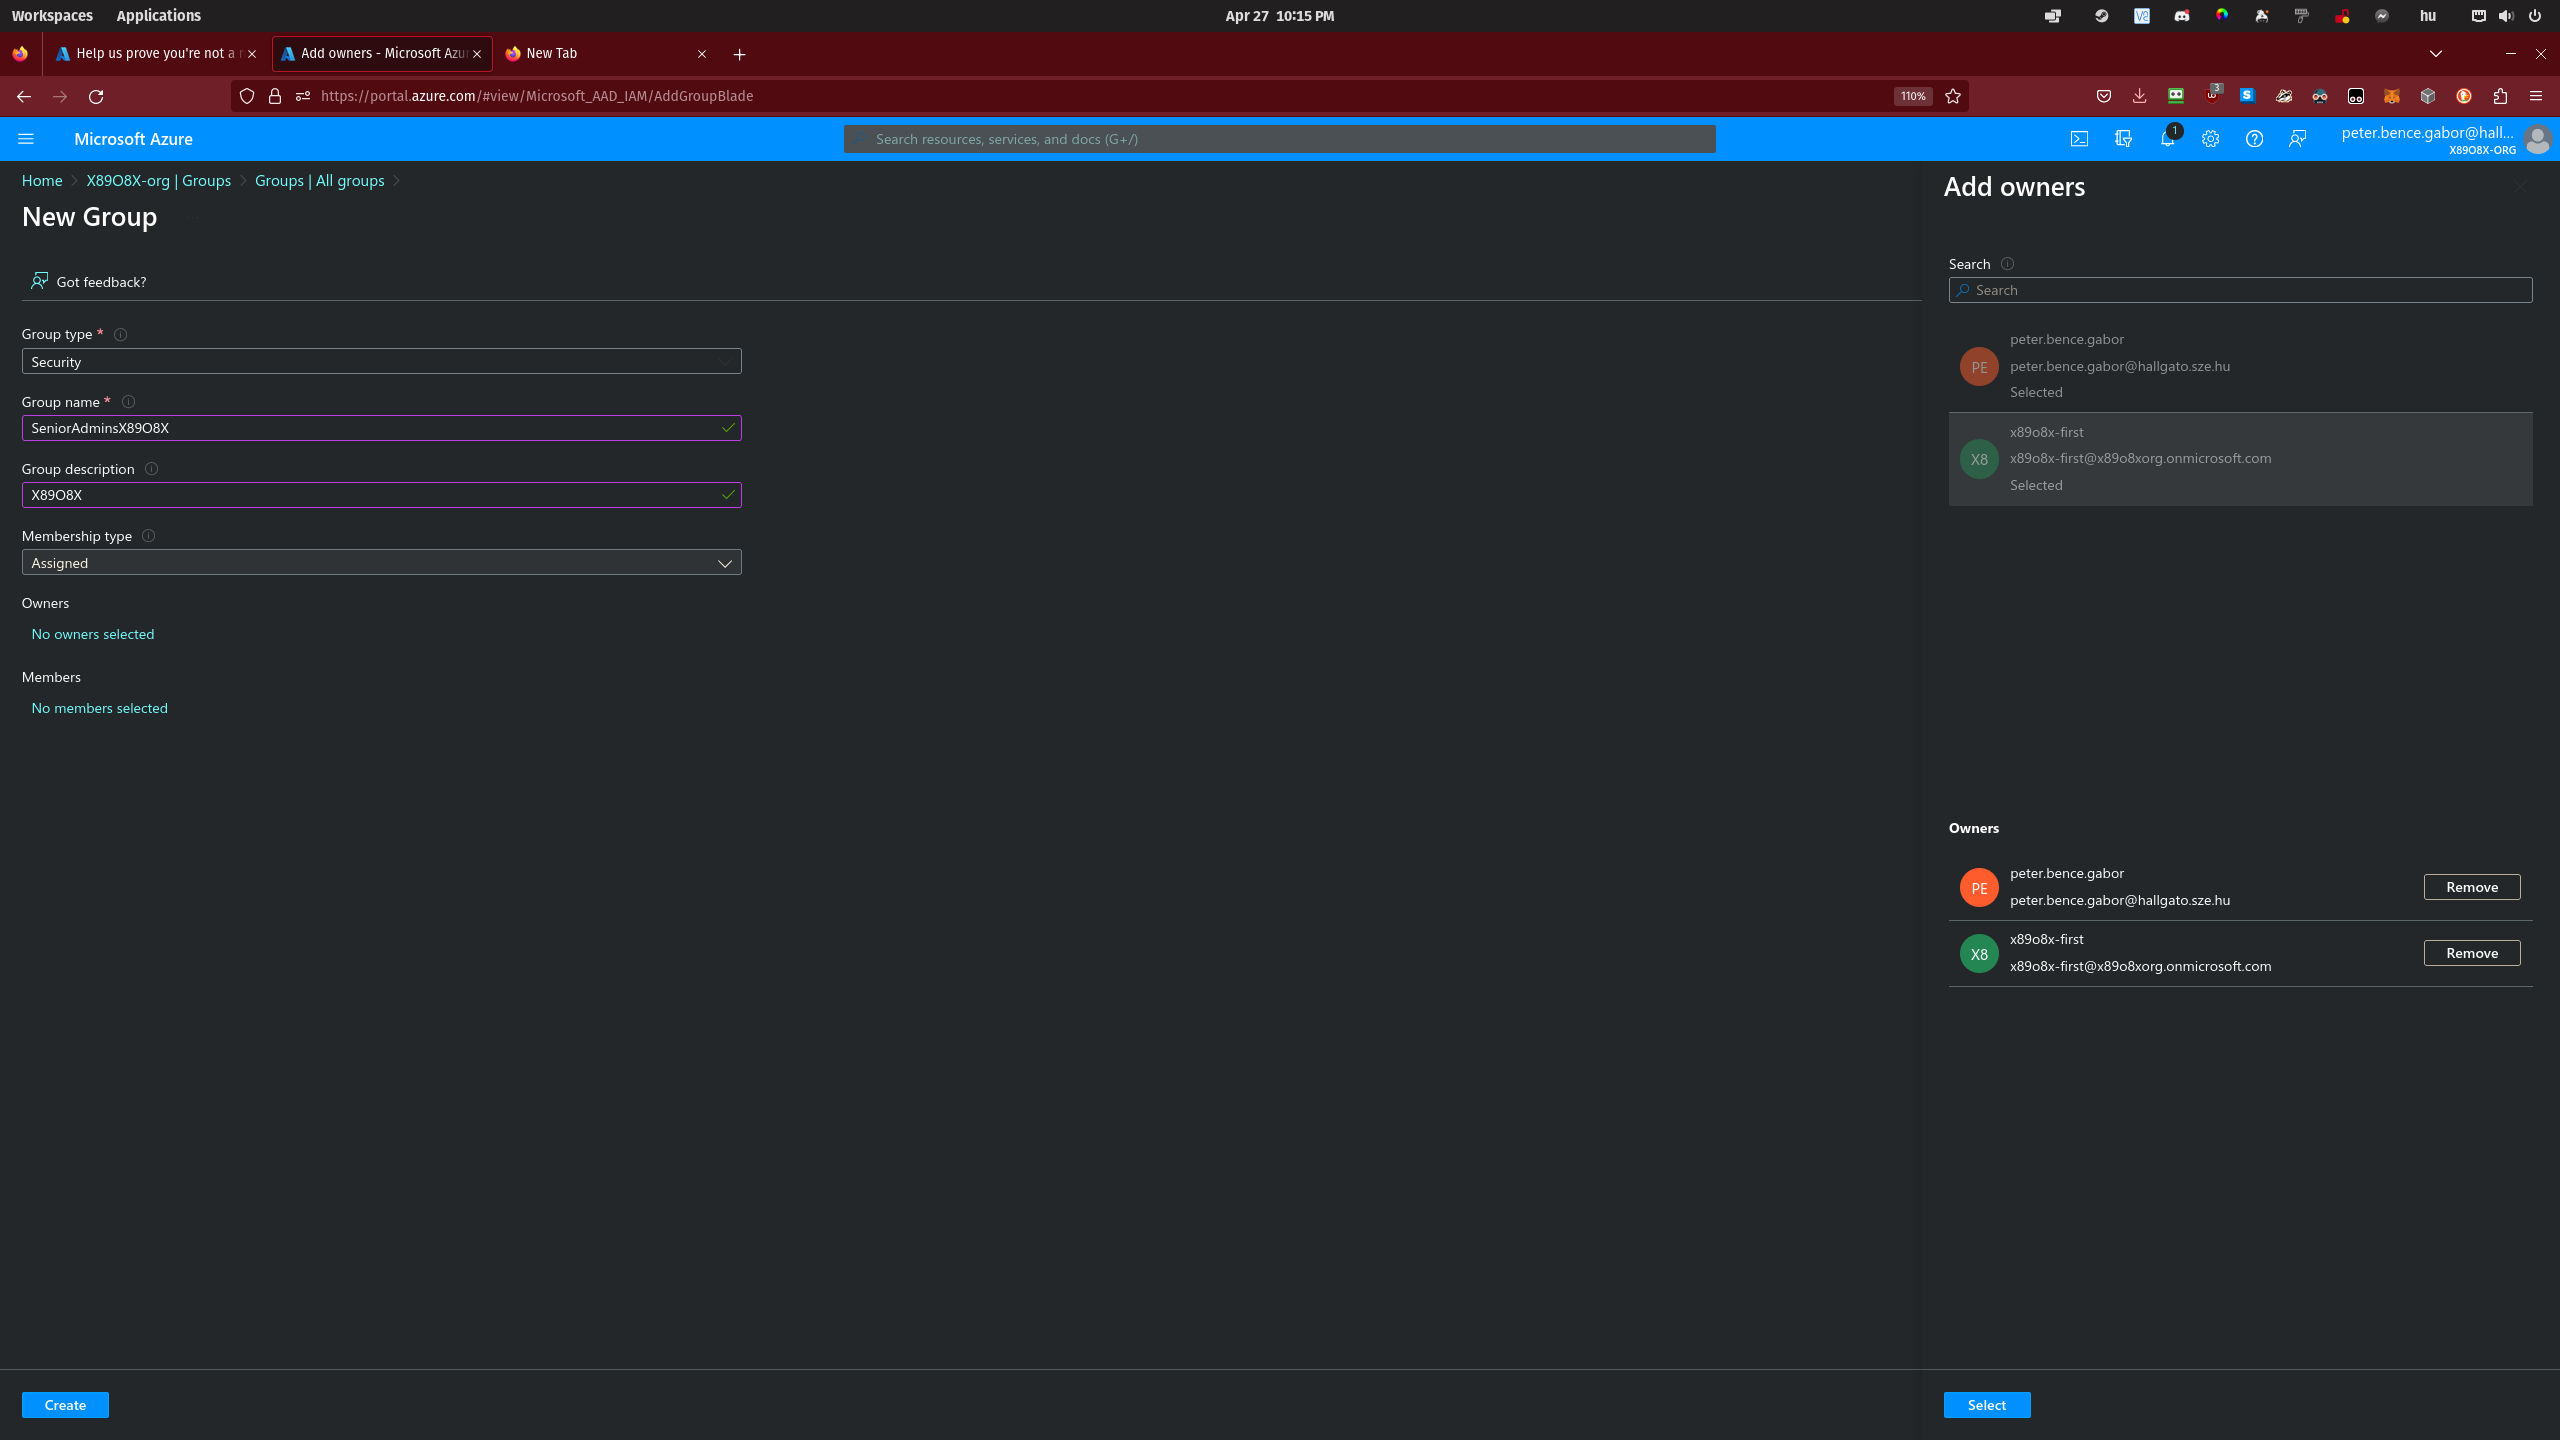 Workspaces Applications Apr 27 10:15 PM hu
Help us prove you're not a Add owners - Microsoft Azur New Tab
https://portal.azure.com/#view/Microsoft_AAD_IAM/AddGroupBlade 110% 3
Microsoft Azure Search resources, services, and docs (G+/) 1 peter.bence.gabor@hall...
X89O8X-ORG
Home X89O8X-org | Groups Groups | All groups
New Group
Got feedback?
Group type *
Security
Group name *
SeniorAdminsX89O8X
Group description
X89O8X
Membership type
Assigned
Owners
No owners selected
Members
No members selected
Create
Add owners
Search
Search
PE
peter.bence.gabor
peter.bence.gabor@hallgato.sze.hu
Selected
X8
x89o8x-first
x89o8x-first@x89o8xorg.onmicrosoft.com
Selected
Owners
PE
peter.bence.gabor
peter.bence.gabor@hallgato.sze.hu
Remove
X8
x89o8x-first
x89o8x-first@x89o8xorg.onmicrosoft.com
Remove
Select